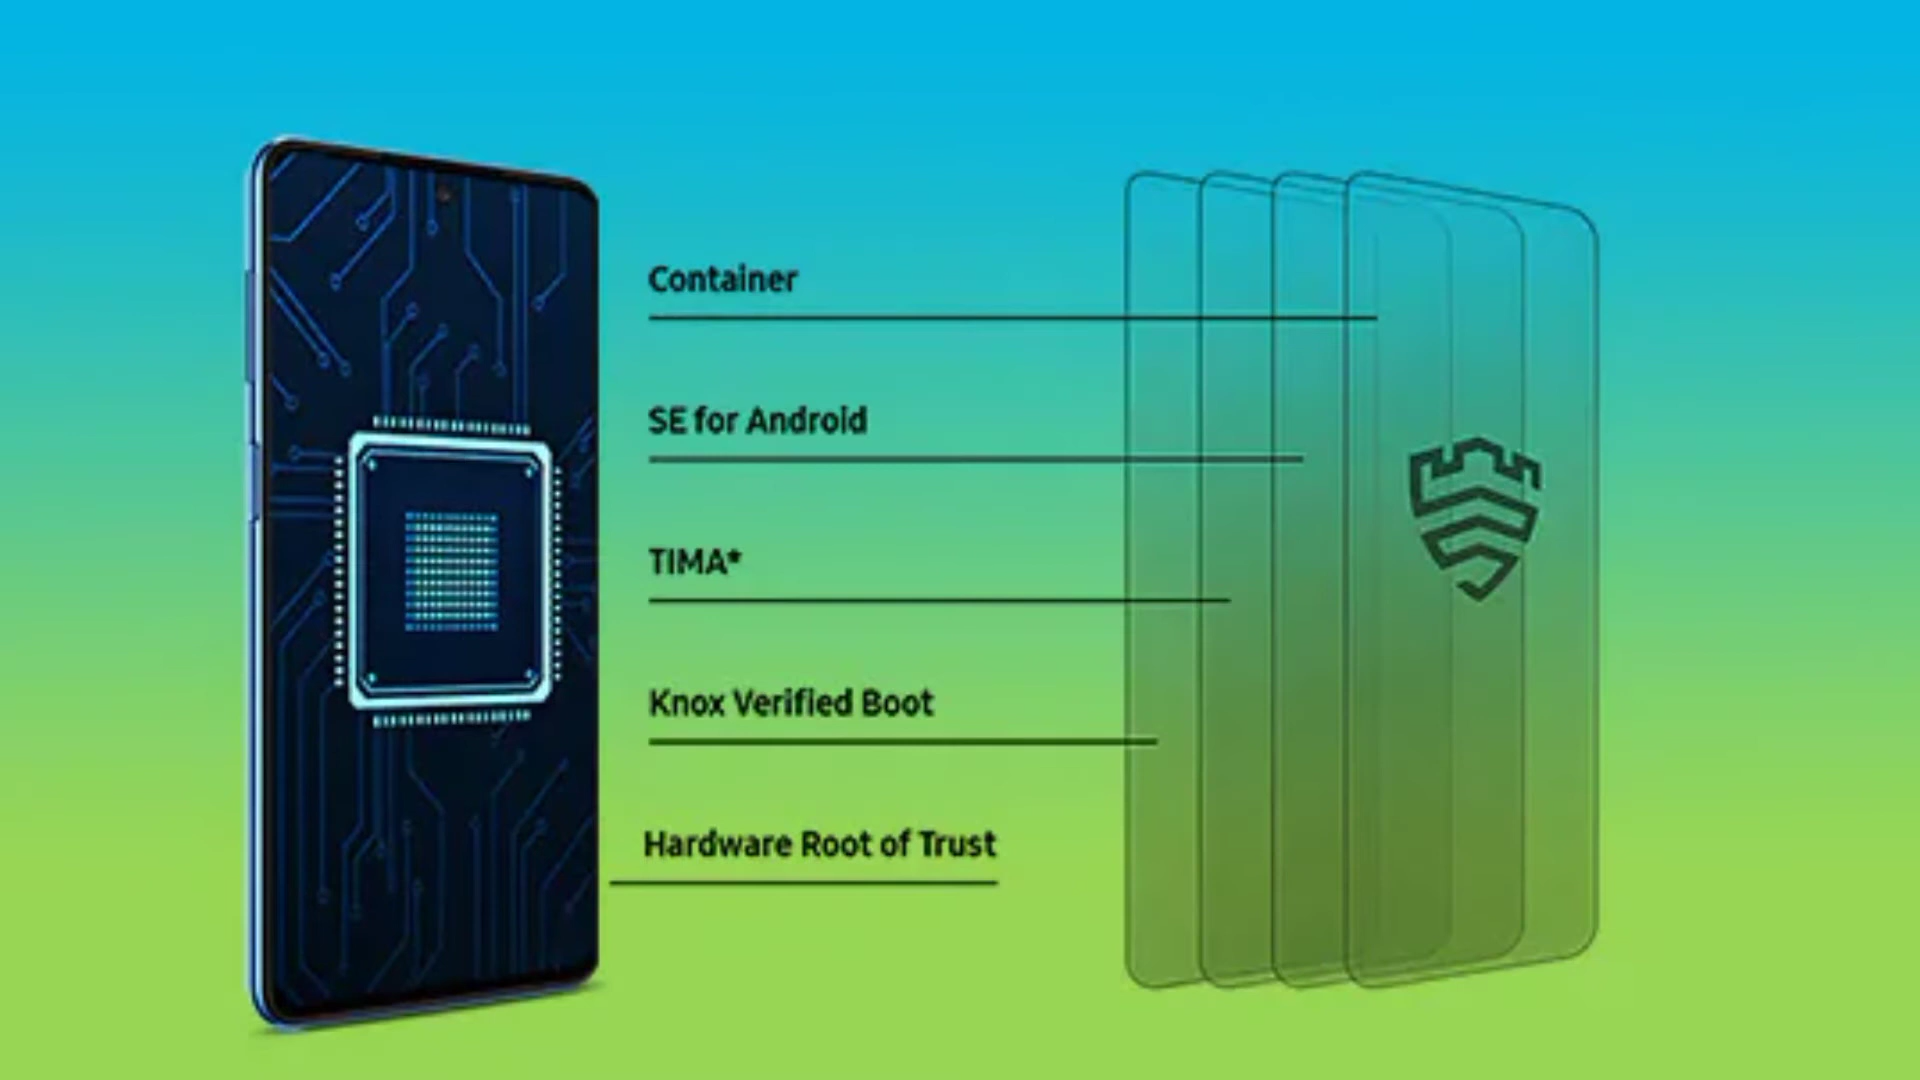 Container
SE for Android
TIMA*
Knox Verified Boot
Hardware Root of Trust